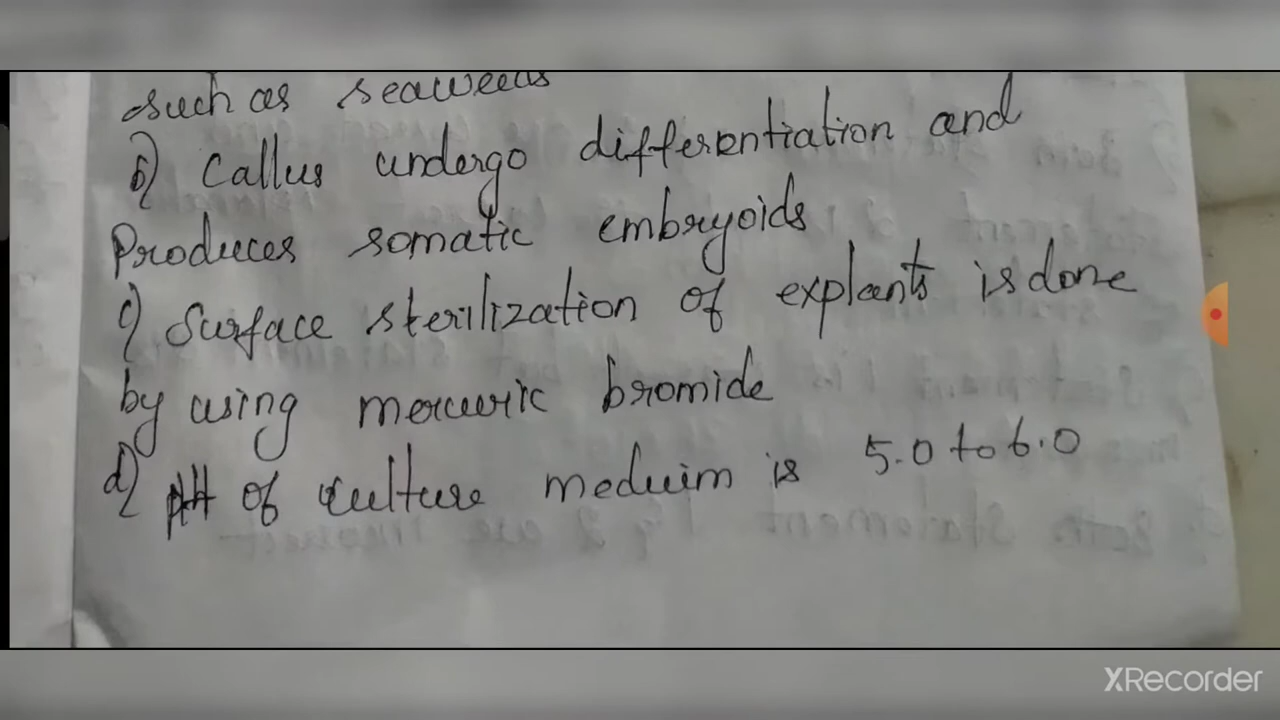 such as seaweeds
b) Callus undergo differentiation and
Produces somatic embryoids
c) Surface sterilization of explants is done
by using mercuric bromide
d) pH of culture meduim is 5.0 to 6.0
XRecorder